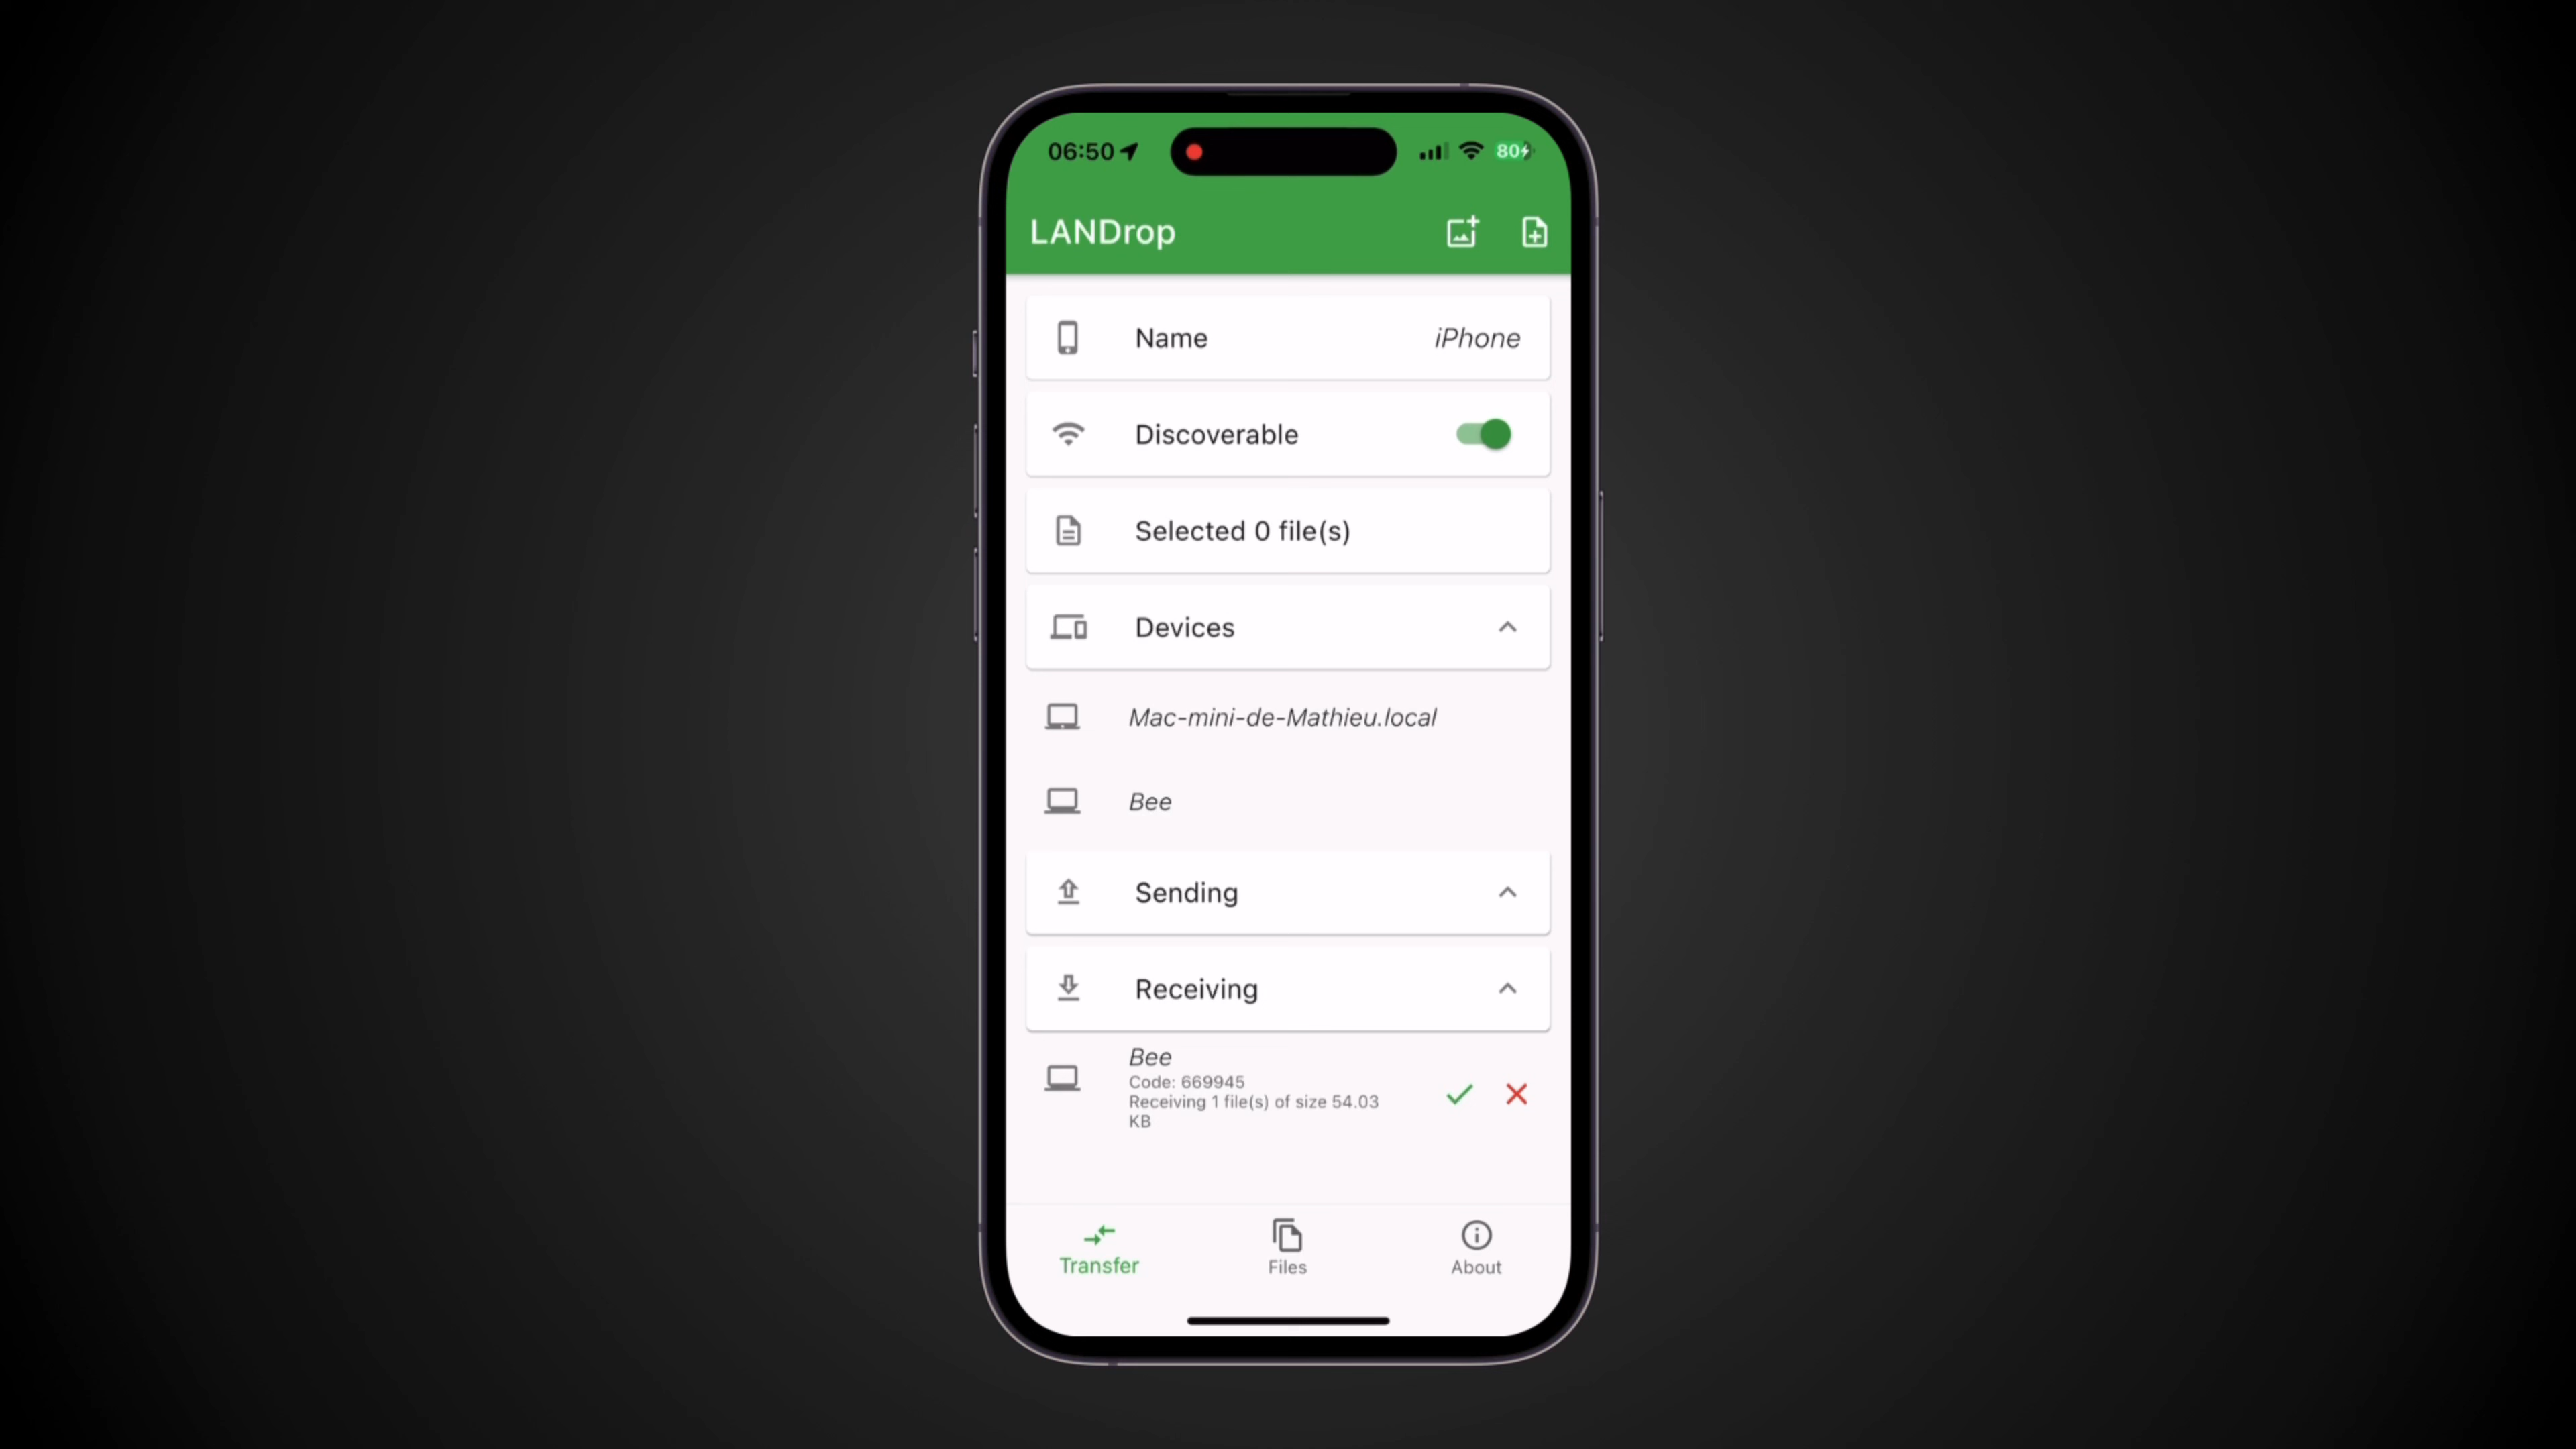 06:50
80
LANDrop
Name
iPhone
Discoverable
Selected 0 file(s)
Devices
Mac-mini-de-Mathieu.local
Bee
Sending
Receiving
Bee
Code: 669945
Receiving 1 file(s) of size 54.03
KB
Transfer
Files
About